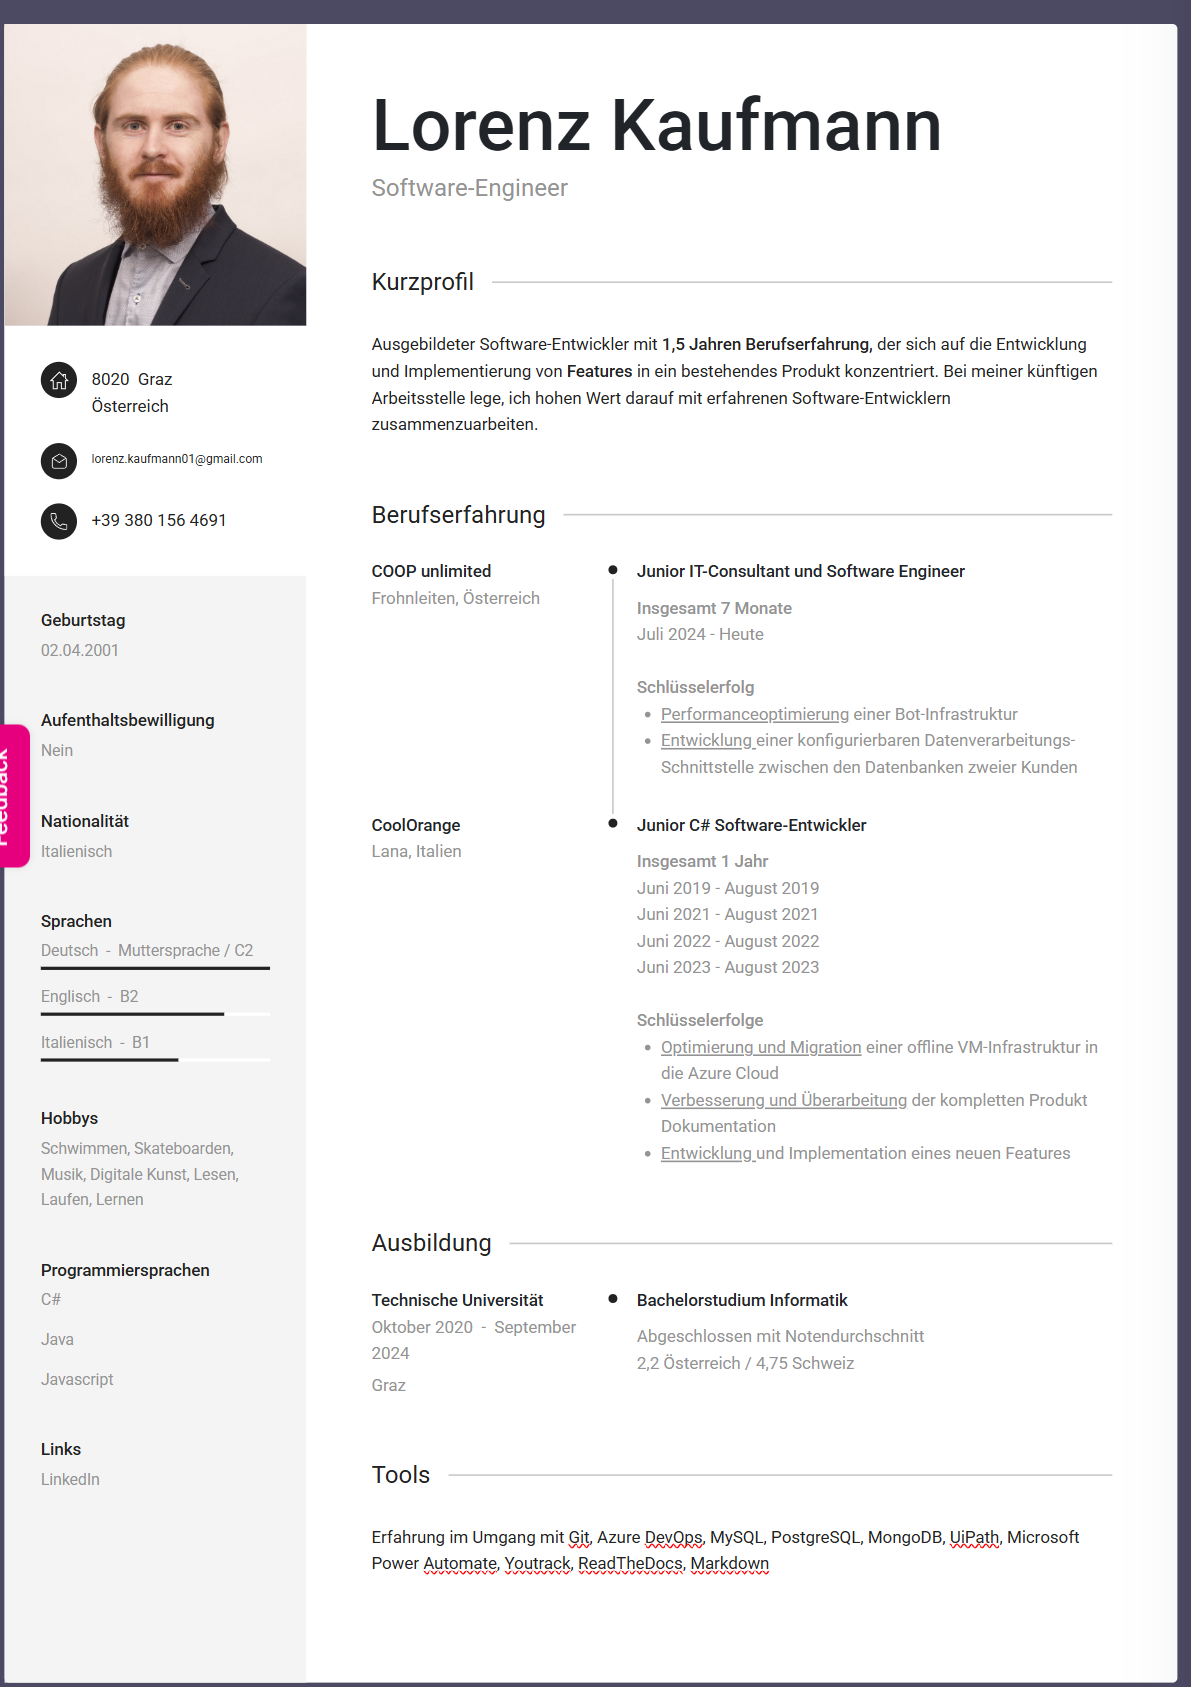 Lorenz Kaufmann
Software-Engineer
8020  Graz
Österreich
lorenz.kaufmann01@gmail.com
+39 380 156 4691
Geburtstag
02.04.2001
Aufenthaltsbewilligung
Nein
Feedback
Nationalität
Italienisch
Sprachen
Deutsch  -  Muttersprache / C2
Englisch  -  B2
Italienisch  -  B1
Hobbys
Schwimmen, Skateboarden,
Musik, Digitale Kunst, Lesen,
Laufen, Lernen
Programmiersprachen
C#
Java
Javascript
Links
LinkedIn
Kurzprofil
Ausgebildeter Software-Entwickler mit 1,5 Jahren Berufserfahrung, der sich auf die Entwicklung
und Implementierung von Features in ein bestehendes Produkt konzentriert. Bei meiner künftigen
Arbeitsstelle lege, ich hohen Wert darauf mit erfahrenen Software-Entwicklern
zusammenzuarbeiten.
Berufserfahrung
COOP unlimited
Frohnleiten, Österreich
Junior IT-Consultant und Software Engineer
Insgesamt 7 Monate
Juli 2024 - Heute
Schlüsselerfolg
• Performanceoptimierung einer Bot-Infrastruktur
• Entwicklung einer konfigurierbaren Datenverarbeitungs-
Schnittstelle zwischen den Datenbanken zweier Kunden
CoolOrange
Lana, Italien
Junior C# Software-Entwickler
Insgesamt 1 Jahr
Juni 2019 - August 2019
Juni 2021 - August 2021
Juni 2022 - August 2022
Juni 2023 - August 2023
Schlüsselerfolge
• Optimierung und Migration einer offline VM-Infrastruktur in
die Azure Cloud
• Verbesserung und Überarbeitung der kompletten Produkt
Dokumentation
• Entwicklung und Implementation eines neuen Features
Ausbildung
Technische Universität
Oktober 2020  -  September
2024
Graz
Bachelorstudium Informatik
Abgeschlossen mit Notendurchschnitt
2,2 Österreich / 4,75 Schweiz
Tools
Erfahrung im Umgang mit Git, Azure DevOps, MySQL, PostgreSQL, MongoDB, UiPath, Microsoft
Power Automate, Youtrack, ReadTheDocs, Markdown